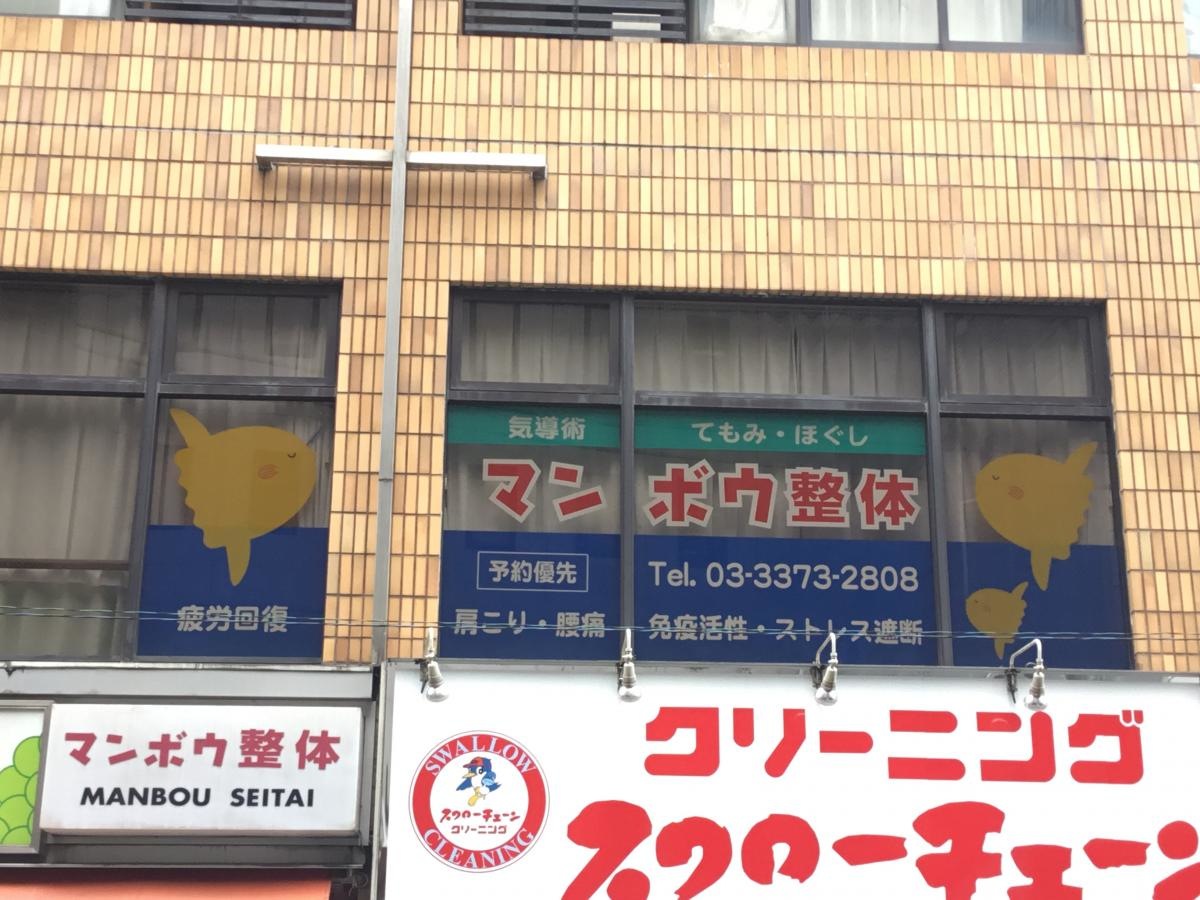 気導術
てもみ・ほぐし
マンボウ整体
予約優先
Tel. 03-3373-2808
疲労回復
肩こり・腰痛
免疫活性・ストレス遮断
マンボウ整体
MANBOU SEITAI
SWALLOW
スワローチェーン
クリーニング
CLEANING
クリーニング
スワローチェーン